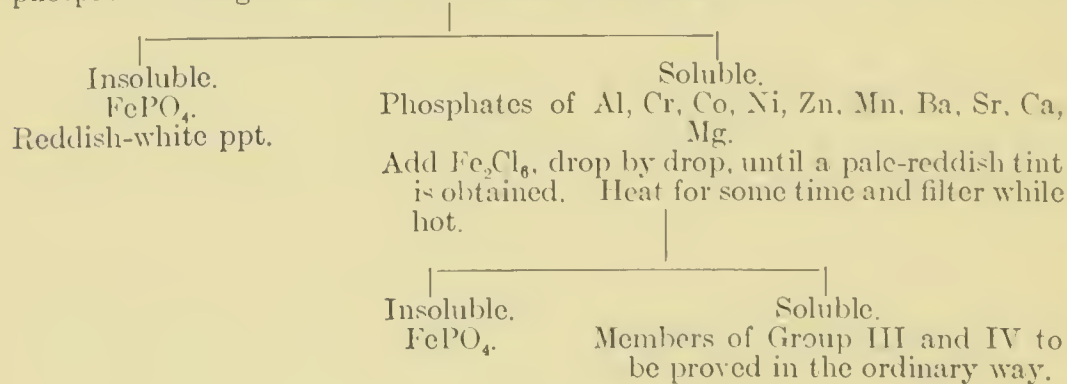 Insoluble.
FePO₄.
Reddish-white ppt.
Soluble.
Phosphates of Al, Cr, Co, Ni, Zn, Mn, Ba, Sr, Ca,
Mg.
Add Fe₂Cl₆, drop by drop, until a pale-reddish tint
is obtained. Heat for some time and filter while
hot.
Insoluble.
FePO₄.
Soluble.
Members of Group III and IV to
be proved in the ordinary way.